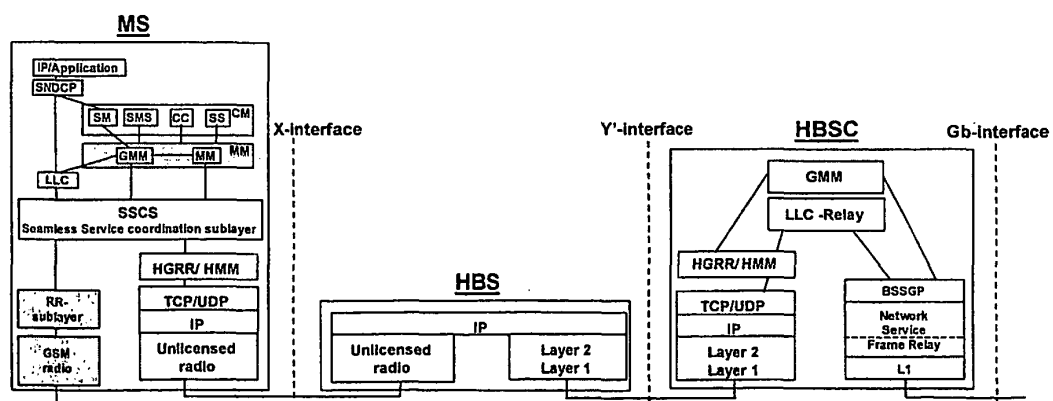 MS
IP/Application
SNDCP
SM
SMS
CC
SS
CM
GMM
MM
MM
LLC
SSCS
Seamless Service coordination sublayer
HGRR/ HMM
TCP/UDP
IP
Unlicensed
radio
RR-
sublayer
GSM
radio
X-interface
HBS
IP
Unlicensed
radio
Layer 2
Layer 1
Y'-interface
HBSC
GMM
LLC -Relay
HGRR/ HMM
TCP/UDP
IP
Layer 2
Layer 1
BSSGP
Network
Service
Frame Relay
L1
Gb-interface